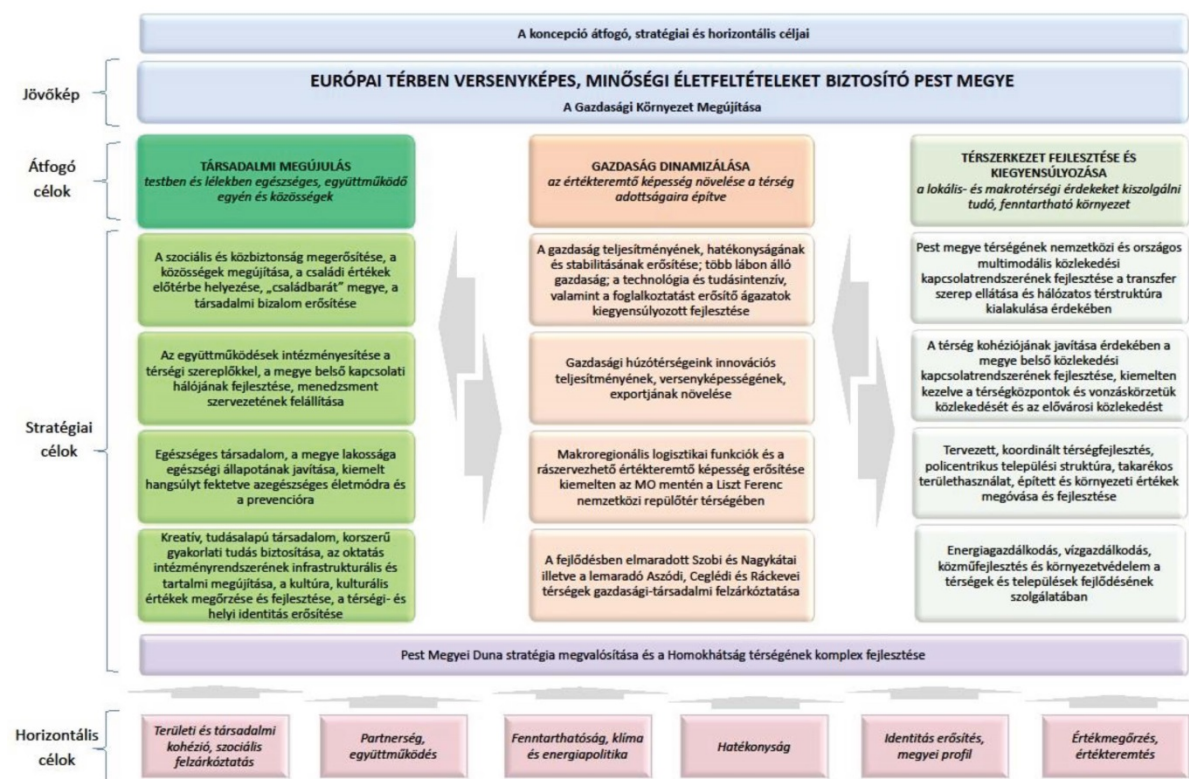 A koncepció átfogó, stratégiai és horizontális céljai
Jövőkép
EURÓPAI TÉRBEN VERSENYKÉPES, MINŐSÉGI ÉLETFELTÉTELEKET BIZTOSÍTÓ PEST MEGYE
A Gazdasági Környezet Megújítása
Átfogó
célok
TÁRSADALMI MEGÚJULÁS
testben és lélekben egészséges, együttműködő
egyén és közösségek
GAZDASÁG DINAMIZÁLÁSA
az értékteremtő képesség növelése a térség
adottságaira építve
TÉRSZERKEZET FEJLESZTÉSE ÉS
KIEGYENSÚLYOZÁSA
a lokális- és makrotérségi érdekeket kiszolgálni
tudó, fenntartható környezet
Stratégiai
célok
A szociális és közbiztonság megerősítése, a
közösségek megújítása, a családi értékek
előtérbe helyezése, „családbarát" megye, a
társadalmi bizalom erősítése
Az együttműködések intézményesítése a
térségi szereplőkkel, a megye belső kapcsolati
hálójának fejlesztése, menedzsment
szervezetének felállítása
Egészséges társadalom, a megye lakossága
egészségi állapotának javítása, kiemelt
hangsúlyt fektetve azegészséges életmódra és
a prevencióra
Kreatív, tudásalapú társadalom, korszerű
gyakorlati tudás biztosítása, az oktatás
intézményrendszerének infrastrukturális és
tartalmi megújítása, a kultúra, kulturális
értékek megőrzése és fejlesztése, a térségi- és
helyi identitás erősítése
A gazdaság teljesítményének, hatékonyságának
és stabilitásának erősítése; több lábon álló
gazdaság; a technológia és tudásintenzív,
valamint a foglalkoztatást erősítő ágazatok
kiegyensúlyozott fejlesztése
Gazdasági húzótérségeink innovációs
teljesítményének, versenyképességének,
exportjának növelése
Makroregionális logisztikai funkciók és a
rászervezhető értékteremtő képesség erősítése
kiemelten az MO mentén a Liszt Ferenc
nemzetközi repülőtér térségében
A fejlődésben elmaradott Szobi és Nagykátai
illetve a lemaradó Aszódi, Ceglédi és Ráckevei
térségek gazdasági-társadalmi felzárkóztatása
Pest megye térségének nemzetközi és országos
multimodális közlekedési
kapcsolatrendszerének fejlesztése a transzfer
szerep ellátása és hálózatos térstruktúra
kialakulása érdekében
A térség kohéziójának javítása érdekében a
megye belső közlekedési
kapcsolatrendszerének fejlesztése, kiemelten
kezelve a térségközpontok és vonzáskörzetük
közlekedését és az elővárosi közlekedést
Tervezett, koordinált térségfejlesztés,
policentrikus települési struktúra, takarékos
területhasználat, épített és környezeti értékek
megóvása és fejlesztése
Energiagazdálkodás, vízgazdálkodás,
közműfejlesztés és környezetvédelem a
térségek és települések fejlődésének
szolgálatában
Pest Megyei Duna stratégia megvalósítása és a Homokhátság térségének komplex fejlesztése
Horizontális
célok
Területi és társadalmi
kohézió, szociális
felzárkóztatás
Partnerség,
együttműködés
Fenntarthatóság, klíma
és energiapolitika
Hatékonyság
Identitás erősítés,
megyei profil
Értékmegőrzés,
értékteremtés